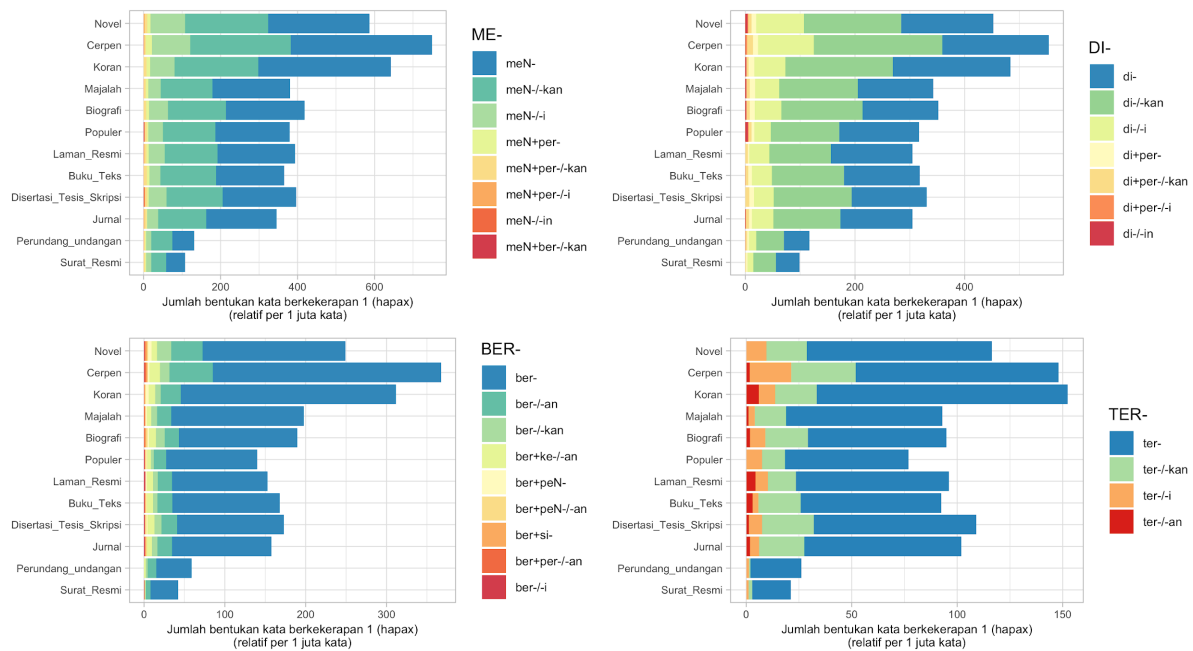 Novel
Cerpen
Koran
Majalah
Biografi
Populer
Laman_Resmi
Buku_Teks
Disertasi_Tesis_Skripsi
Jurnal
Perundang_undangan
Surat_Resmi
0 200 400 600
Jumlah bentukan kata berkekerapan 1 (hapax)
(relatif per 1 juta kata)
ME-
meN-
meN-/-kan
meN-/-i
meN+per-
meN+per-/-kan
meN+per-/-i
meN-/-in
meN+ber-/-kan
Novel
Cerpen
Koran
Majalah
Biografi
Populer
Laman_Resmi
Buku_Teks
Disertasi_Tesis_Skripsi
Jurnal
Perundang_undangan
Surat_Resmi
0 200 400
Jumlah bentukan kata berkekerapan 1 (hapax)
(relatif per 1 juta kata)
DI-
di-
di-/-kan
di-/-i
di+per-
di+per-/-kan
di+per-/-i
di-/-in
Novel
Cerpen
Koran
Majalah
Biografi
Populer
Laman_Resmi
Buku_Teks
Disertasi_Tesis_Skripsi
Jurnal
Perundang_undangan
Surat_Resmi
0 100 200 300
Jumlah bentukan kata berkekerapan 1 (hapax)
(relatif per 1 juta kata)
BER-
ber-
ber-/-an
ber-/-kan
ber+ke-/-an
ber+peN-
ber+peN-/-an
ber+si-
ber+per-/-an
ber-/-i
Novel
Cerpen
Koran
Majalah
Biografi
Populer
Laman_Resmi
Buku_Teks
Disertasi_Tesis_Skripsi
Jurnal
Perundang_undangan
Surat_Resmi
0 50 100 150
Jumlah bentukan kata berkekerapan 1 (hapax)
(relatif per 1 juta kata)
TER-
ter-
ter-/-kan
ter-/-i
ter-/-an